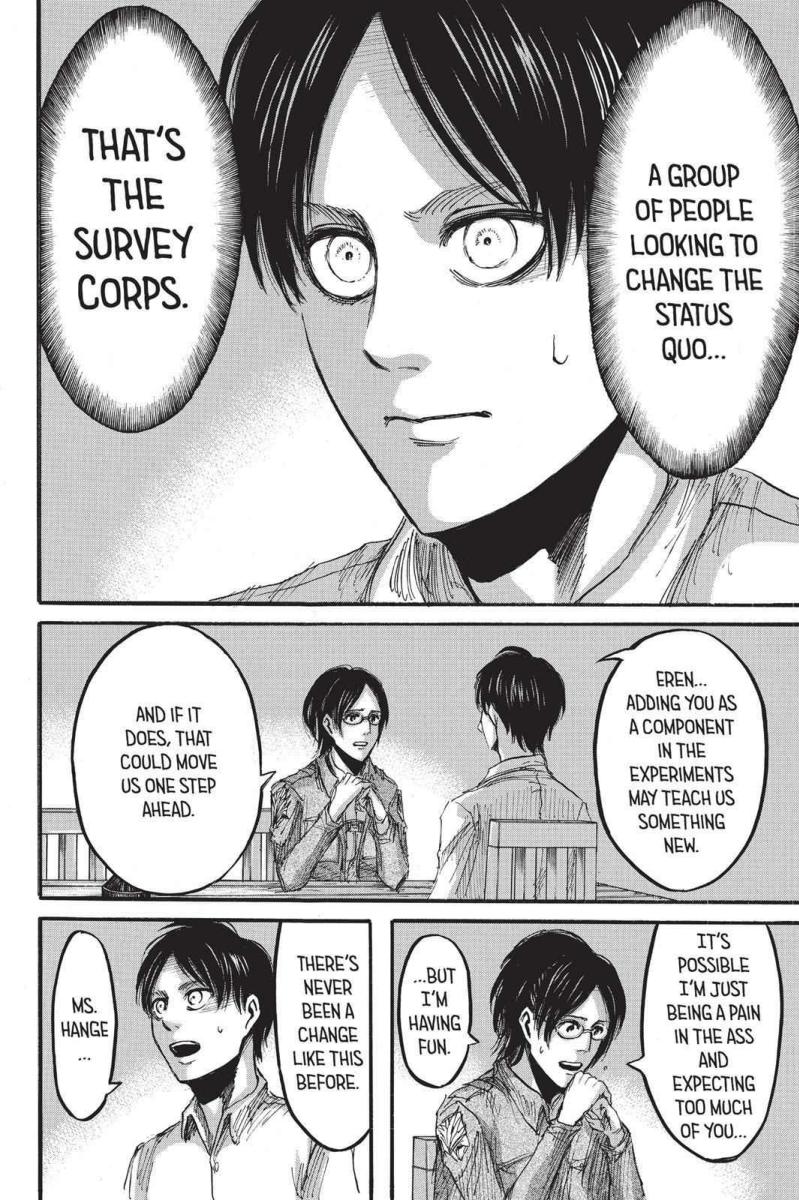 A GROUP
OF PEOPLE
LOOKING TO
CHANGE THE
STATUS
QUO...
THAT'S
THE
SURVEY
CORPS.
EREN...
ADDING YOU AS
A COMPONENT
IN THE
EXPERIMENTS
MAY TEACH US
SOMETHING
NEW.
AND IF IT
DOES, THAT
COULD MOVE
US ONE STEP
AHEAD.
IT'S
POSSIBLE
I'M JUST
BEING A PAIN
IN THE ASS
AND
EXPECTING
TOO MUCH
OF YOU...
...BUT
I'M
HAVING
FUN.
THERE'S
NEVER
BEEN A
CHANGE
LIKE THIS
BEFORE.
MS.
HANGE
...